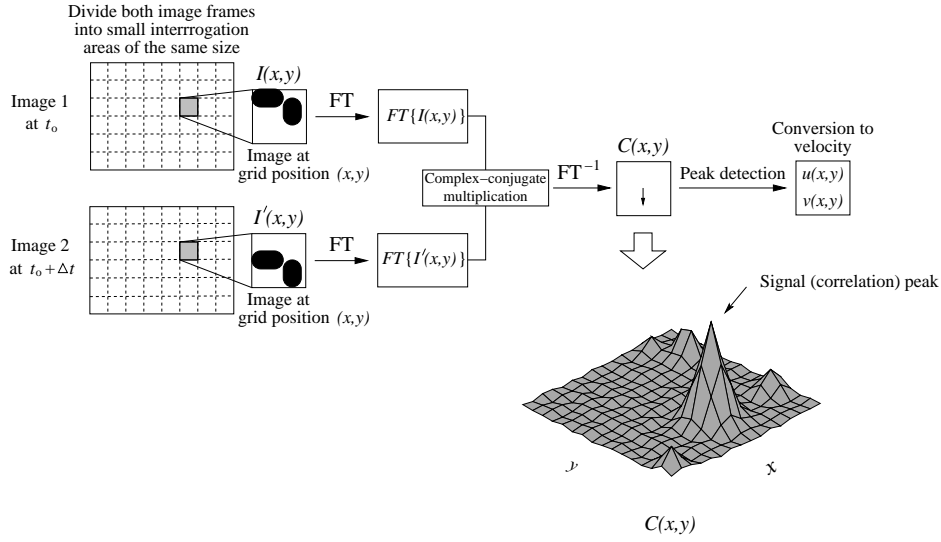 Divide both image frames
into small interrrogation
areas of the same size
Image 1
at t₀
I(x,y)
Image at
grid position (x,y)
FT
FT{I(x,y)}
Image 2
at t₀ + Δt
I'(x,y)
Image at
grid position (x,y)
FT
FT{I'(x,y)}
Complex–conjugate
multiplication
FT⁻¹
C(x,y)
Peak detection
Conversion to
velocity
u(x,y)
v(x,y)
Signal (correlation) peak
y
x
C(x,y)